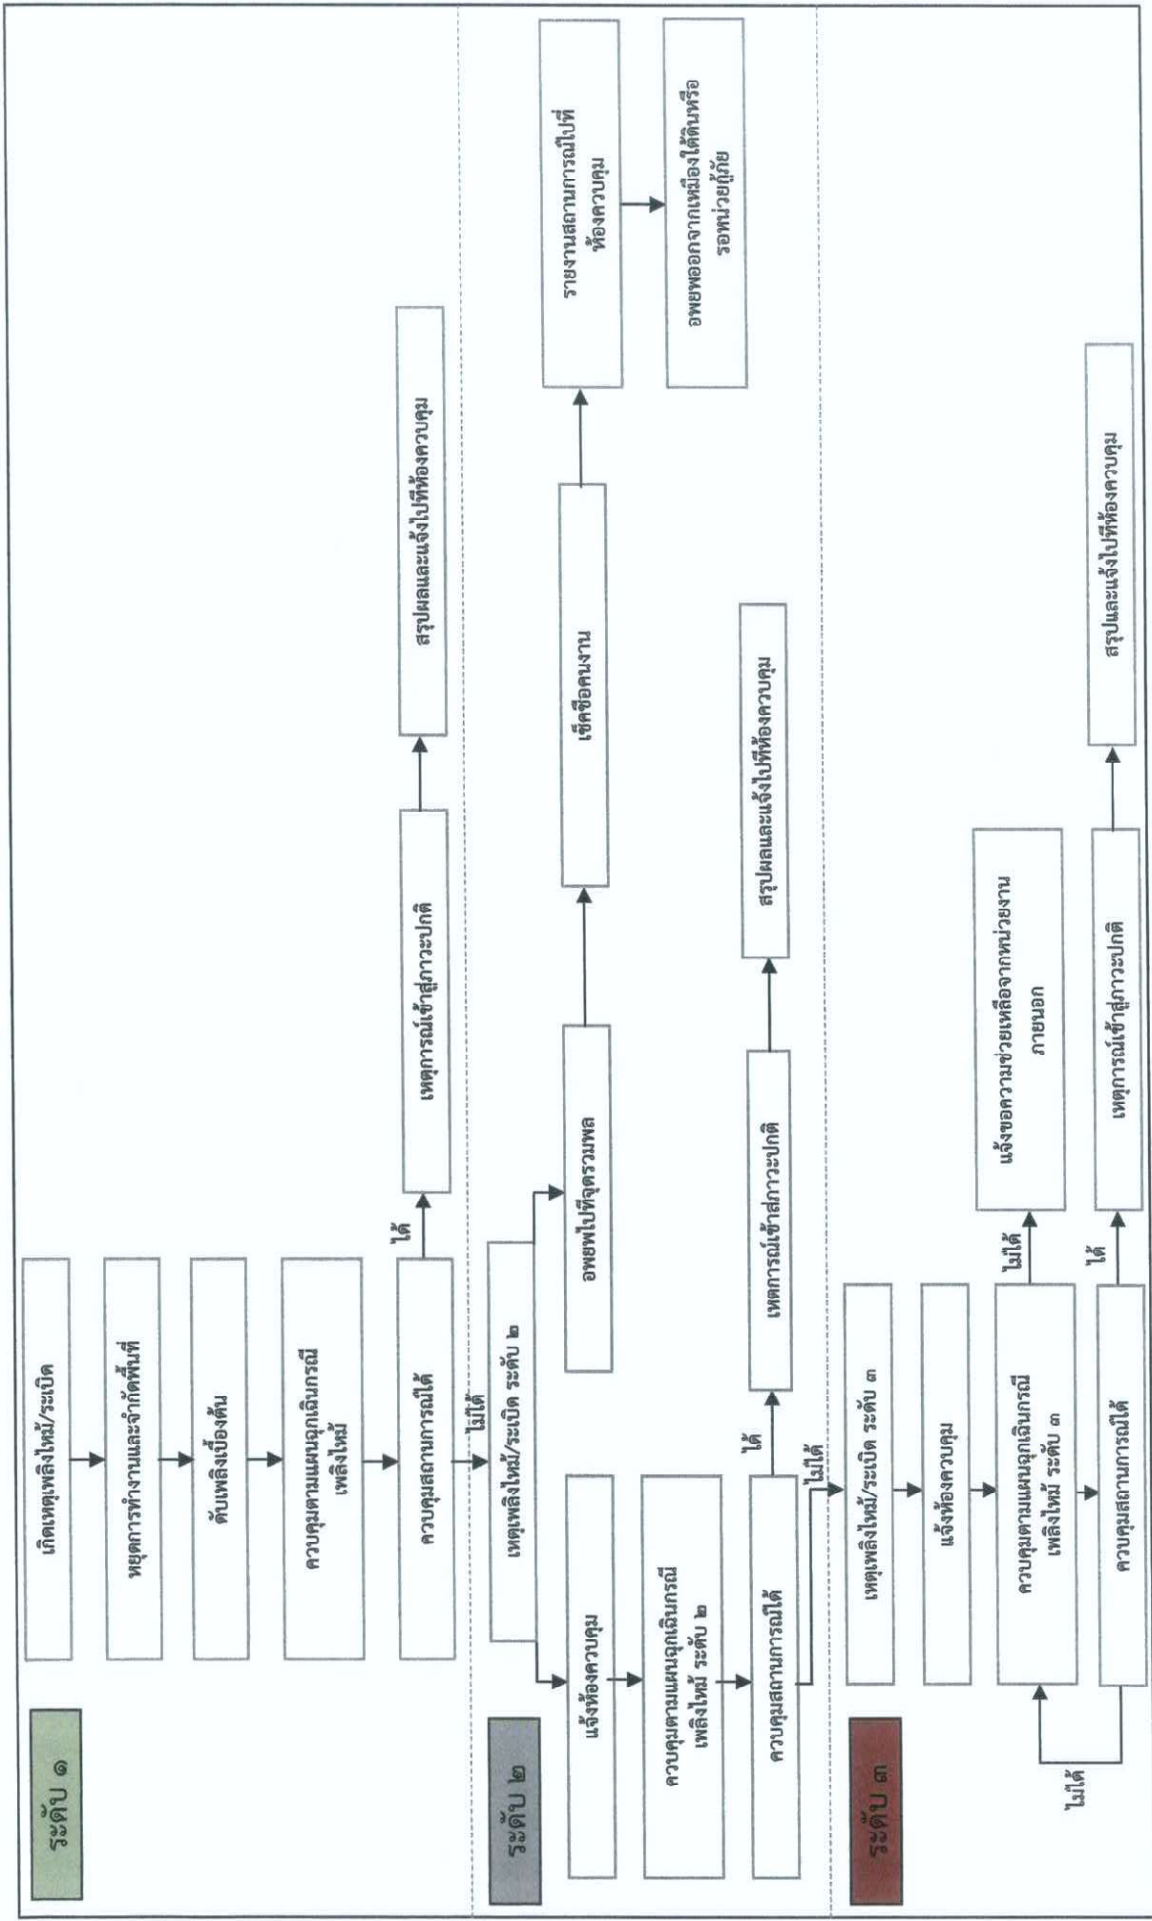 ระดับ ๑
เกิดเหตุเพลิงไหม้/ระเบิด
หยุดการทำงานและจำกัดพื้นที่
ดับเพลิงเบื้องต้น
ควบคุมตามแผนฉุกเฉินกรณี
เพลิงไหม้
ควบคุมสถานการณ์ได้
ได้
เหตุการณ์เข้าสู่ภาวะปกติ
สรุปผลและแจ้งไปที่ห้องควบคุม
ไม่ได้
ระดับ ๒
เหตุเพลิงไหม้/ระเบิด ระดับ ๒
แจ้งห้องควบคุม
อพยพไปที่จุดรวมพล
เช็คชื่อคนงาน
รายงานสถานการณ์ไปที่
ห้องควบคุม
อพยพออกจากเหมืองใต้ดินหรือ
รอหน่วยกู้ภัย
ควบคุมตามแผนฉุกเฉินกรณี
เพลิงไหม้ ระดับ ๒
ควบคุมสถานการณ์ได้
ได้
เหตุการณ์เข้าสู่ภาวะปกติ
สรุปผลและแจ้งไปที่ห้องควบคุม
ไม่ได้
ระดับ ๓
เหตุเพลิงไหม้/ระเบิด ระดับ ๓
แจ้งห้องควบคุม
ควบคุมตามแผนฉุกเฉินกรณี
เพลิงไหม้ ระดับ ๓
ไม่ได้
แจ้งขอความช่วยเหลือจากหน่วยงาน
ภายนอก
ควบคุมสถานการณ์ได้
ได้
เหตุการณ์เข้าสู่ภาวะปกติ
สรุปและแจ้งไปที่ห้องควบคุม
ไม่ได้